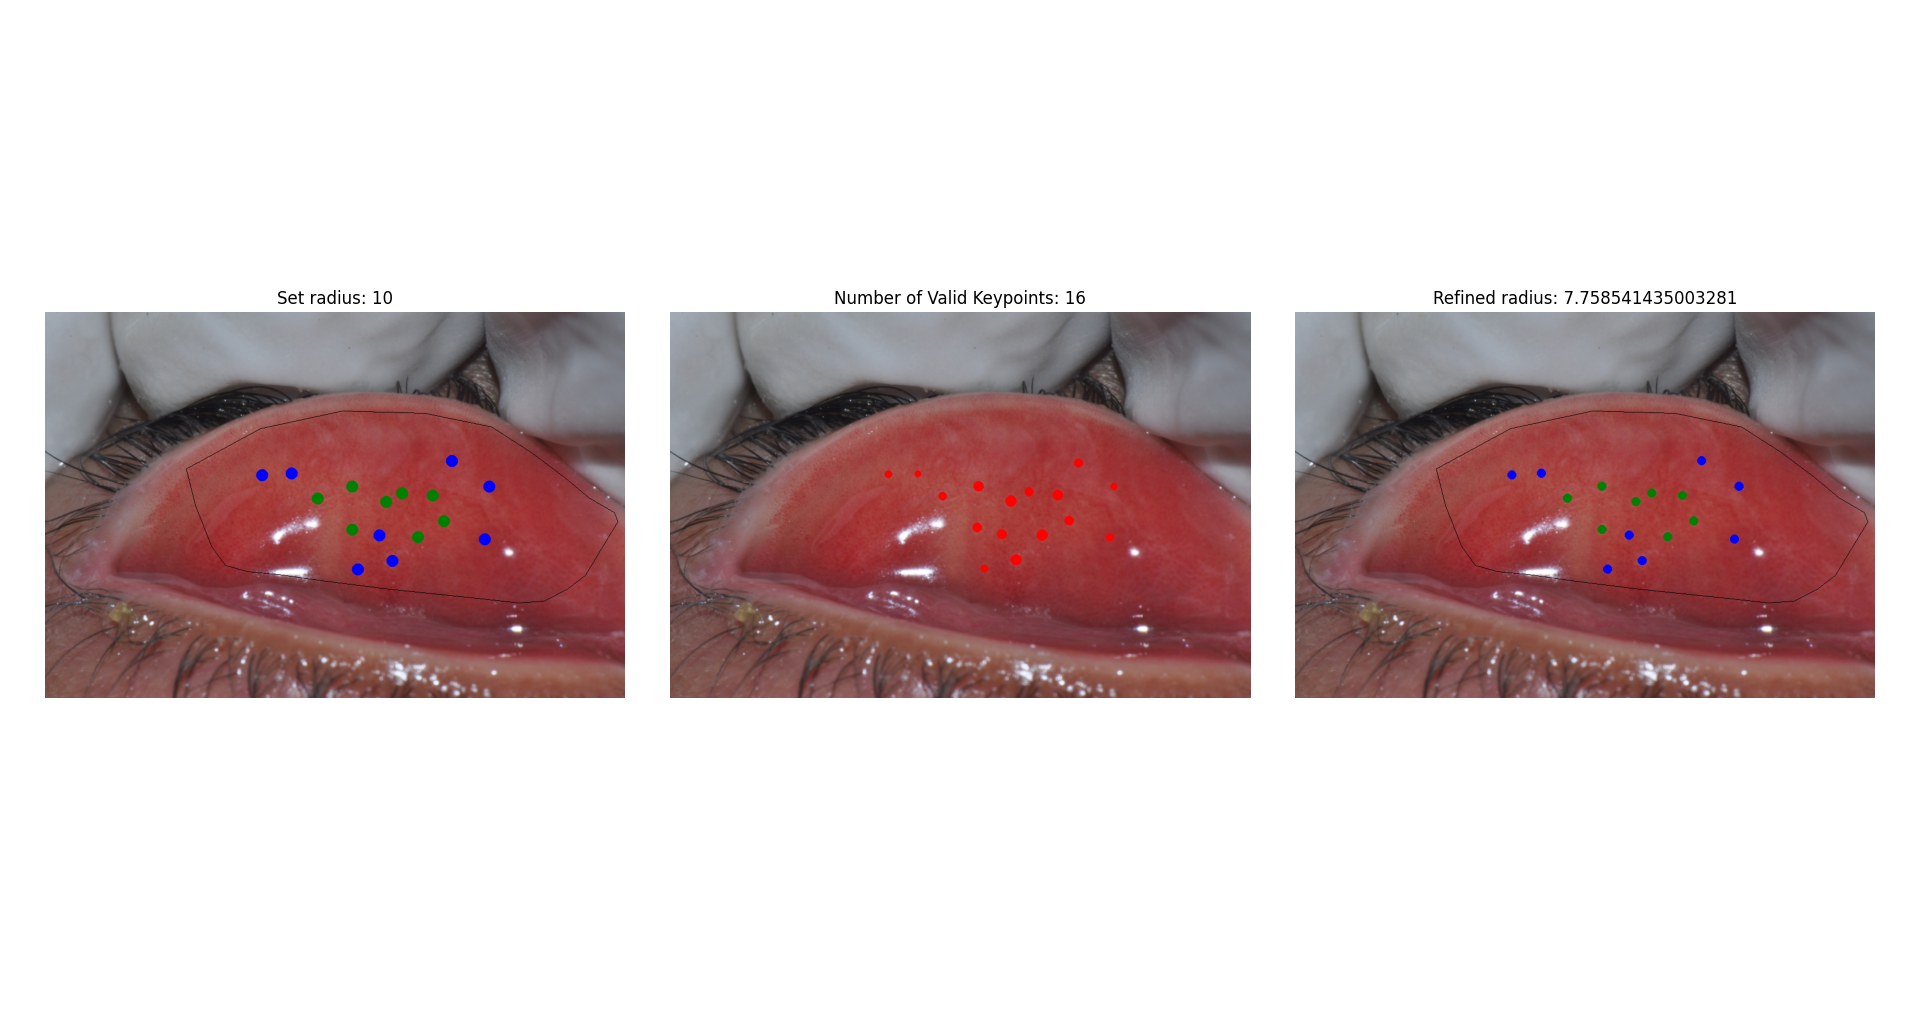 Set radius: 10
Number of Valid Keypoints: 16
Refined radius: 7.758541435003281